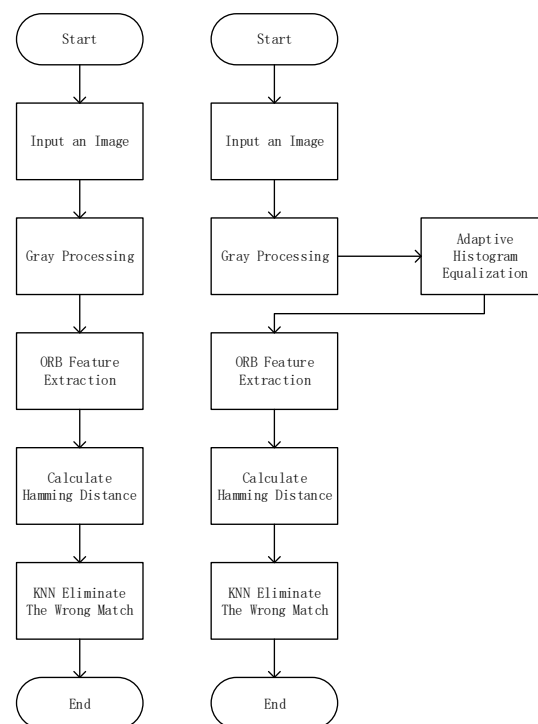 Start
Input an Image
Gray Processing
ORB Feature
Extraction
Calculate
Hamming Distance
KNN Eliminate
The Wrong Match
End
Start
Input an Image
Gray Processing
Adaptive
Histogram
Equalization
ORB Feature
Extraction
Calculate
Hamming Distance
KNN Eliminate
The Wrong Match
End